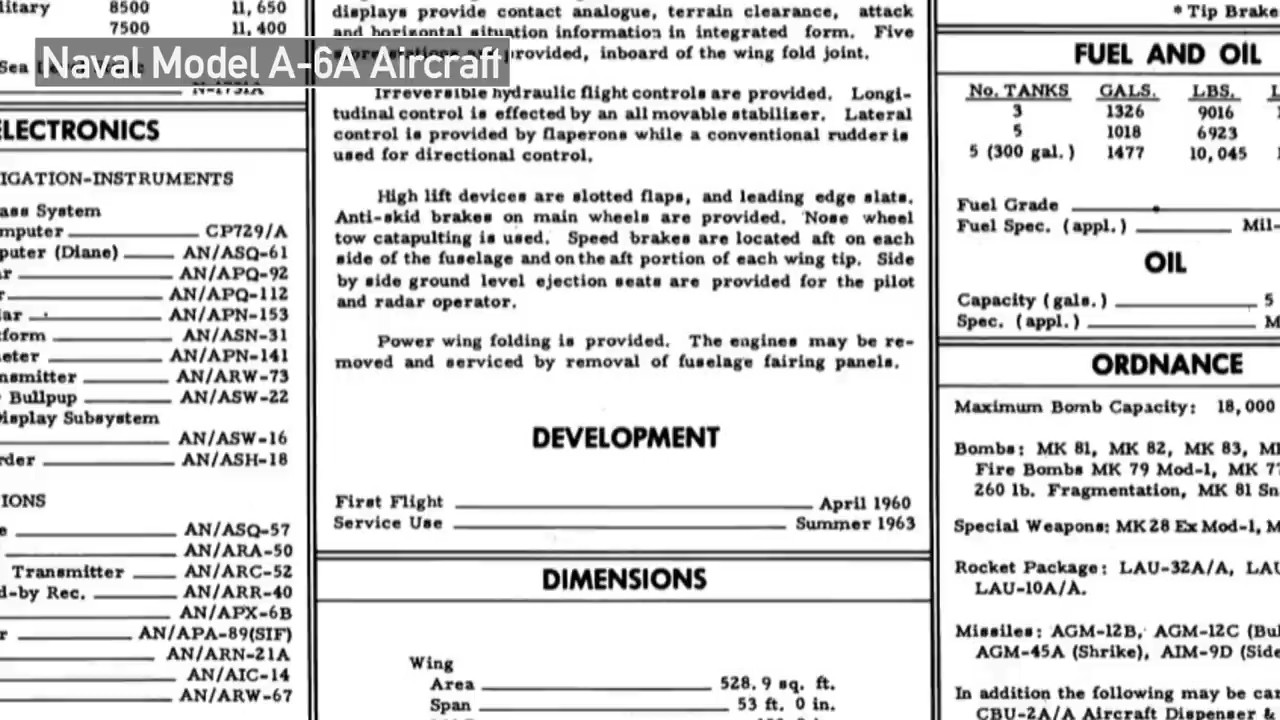 Naval Model A-6A Aircraft
litary 8500 11,650
7500 11,400
Sea
N-1731A
ELECTRONICS
IGATION-INSTRUMENTS
ass System
mputer CP729/A
puter (Diane) AN/ASQ-61
ar AN/APQ-92
r AN/APQ-112
lar AN/APN-153
tform AN/ASN-31
meter AN/APN-141
nsmitter AN/ARW-73
r Bullpup AN/ASW-22
Display Subsystem
AN/ASW-16
rder AN/ASH-18
IONS
e AN/ASQ-57
AN/ARA-50
Transmitter AN/ARC-52
d-by Rec. AN/ARR-40
AN/APX-6B
r AN/APA-89(SIF)
AN/ARN-21A
AN/AIC-14
AN/ARW-67
displays provide contact analogue, terrain clearance, attack
and horizontal situation information in integrated form. Five
provided, inboard of the wing fold joint.
Irreversible hydraulic flight controls are provided. Longi-
tudinal control is effected by an all movable stabilizer. Lateral
control is provided by flaperons while a conventional rudder is
used for directional control.
High lift devices are slotted flaps, and leading edge slats.
Anti-skid brakes on main wheels are provided. Nose wheel
tow catapulting is used. Speed brakes are located aft on each
side of the fuselage and on the aft portion of each wing tip. Side
by side ground level ejection seats are provided for the pilot
and radar operator.
Power wing folding is provided. The engines may be re-
moved and serviced by removal of fuselage fairing panels.
DEVELOPMENT
First Flight April 1960
Service Use Summer 1963
DIMENSIONS
Wing
Area 528.9 sq. ft.
Span 53 ft. 0 in.
* Tip Brake
FUEL AND OIL
No. TANKS GALS. LBS. L
3 1326 9016
5 1018 6923
5 (300 gal.) 1477 10,045
Fuel Grade
Fuel Spec. (appl.) Mil-
OIL
Capacity (gals.) 5
Spec. (appl.) M
ORDNANCE
Maximum Bomb Capacity: 18,000
Bombs: MK 81, MK 82, MK 83, MK
Fire Bombs MK 79 Mod-1, MK 77
260 lb. Fragmentation, MK 81 Sn
Special Weapons: MK 28 Ex Mod-1, M
Rocket Package: LAU-32A/A, LAU
LAU-10A/A.
Missiles: AGM-12B, AGM-12C (Bul
AGM-45A (Shrike), AIM-9D (Side
In addition the following may be car
CBU-2A/A Aircraft Dispenser &